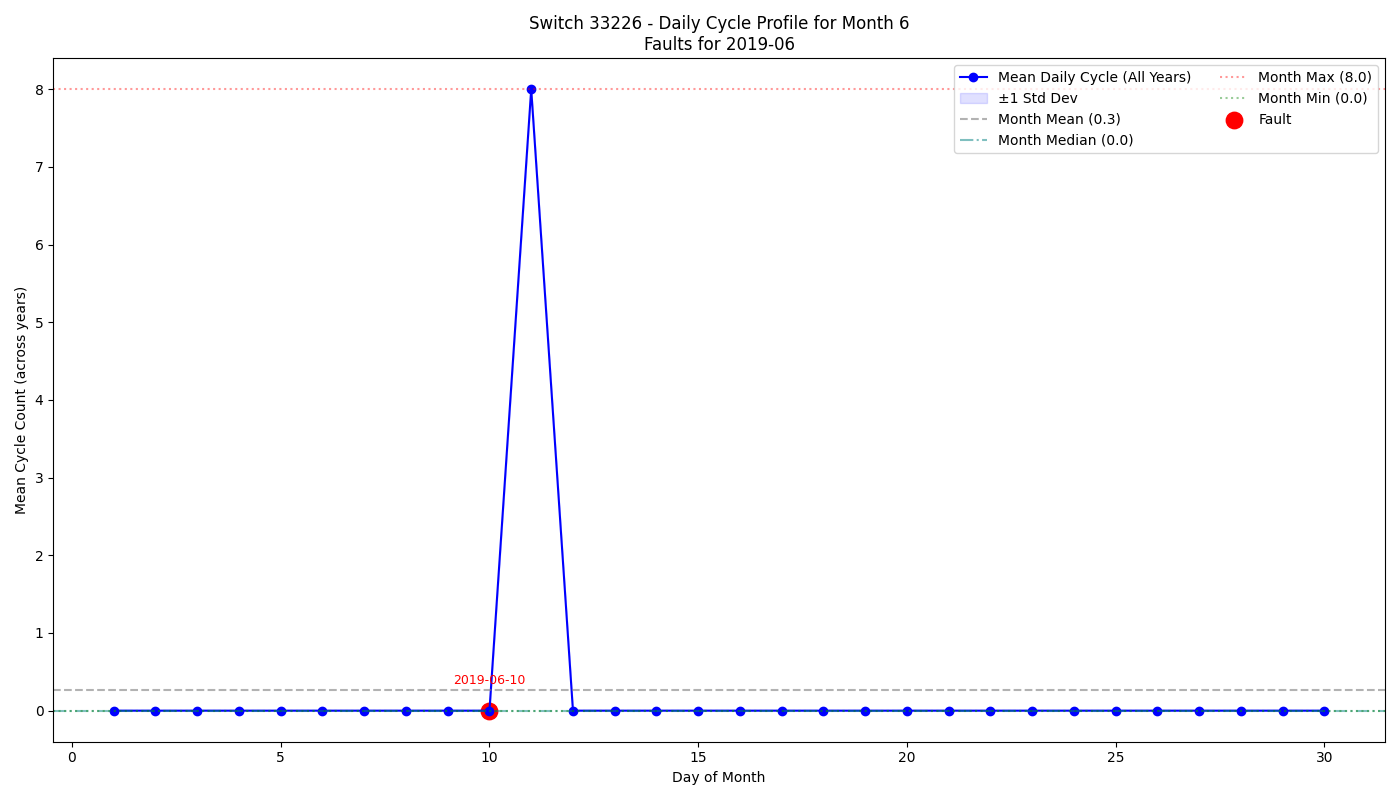 Switch 33226 - Daily Cycle Profile for Month 6
Faults for 2019-06
Mean Daily Cycle (All Years)
±1 Std Dev
Month Mean (0.3)
Month Median (0.0)
Month Max (8.0)
Month Min (0.0)
Fault
Mean Cycle Count (across years)
8
7
6
5
4
3
2
1
0
2019-06-10
0 5 10 15 20 25 30
Day of Month